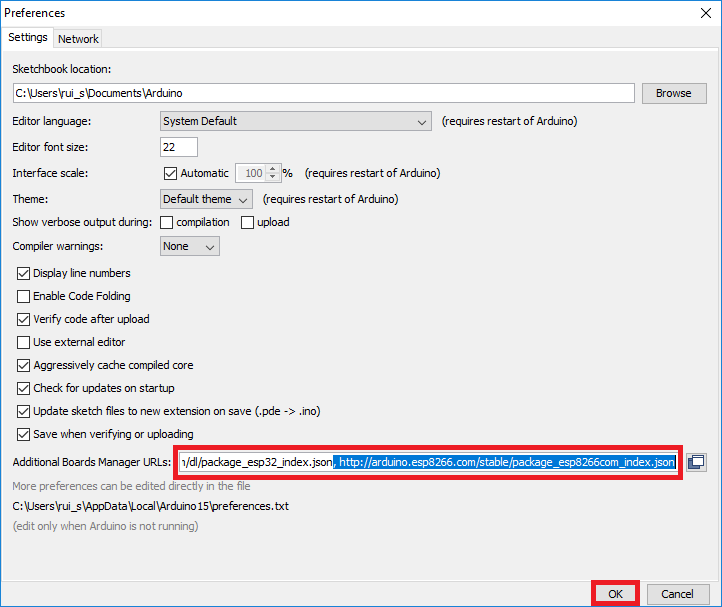 Preferences
Settings Network
Sketchbook location:
C:\Users\rui_s\Documents\Arduino Browse
Editor language: System Default (requires restart of Arduino)
Editor font size: 22
Interface scale: Automatic 100 % (requires restart of Arduino)
Theme: Default theme (requires restart of Arduino)
Show verbose output during: compilation upload
Compiler warnings: None
Display line numbers
Enable Code Folding
Verify code after upload
Use external editor
Aggressively cache compiled core
Check for updates on startup
Update sketch files to new extension on save (.pde -> .ino)
Save when verifying or uploading
Additional Boards Manager URLs: /dl/package_esp32_index.json, http://arduino.esp8266.com/stable/package_esp8266com_index.json
More preferences can be edited directly in the file
C:\Users\rui_s\AppData\Local\Arduino15\preferences.txt
(edit only when Arduino is not running)
OK Cancel